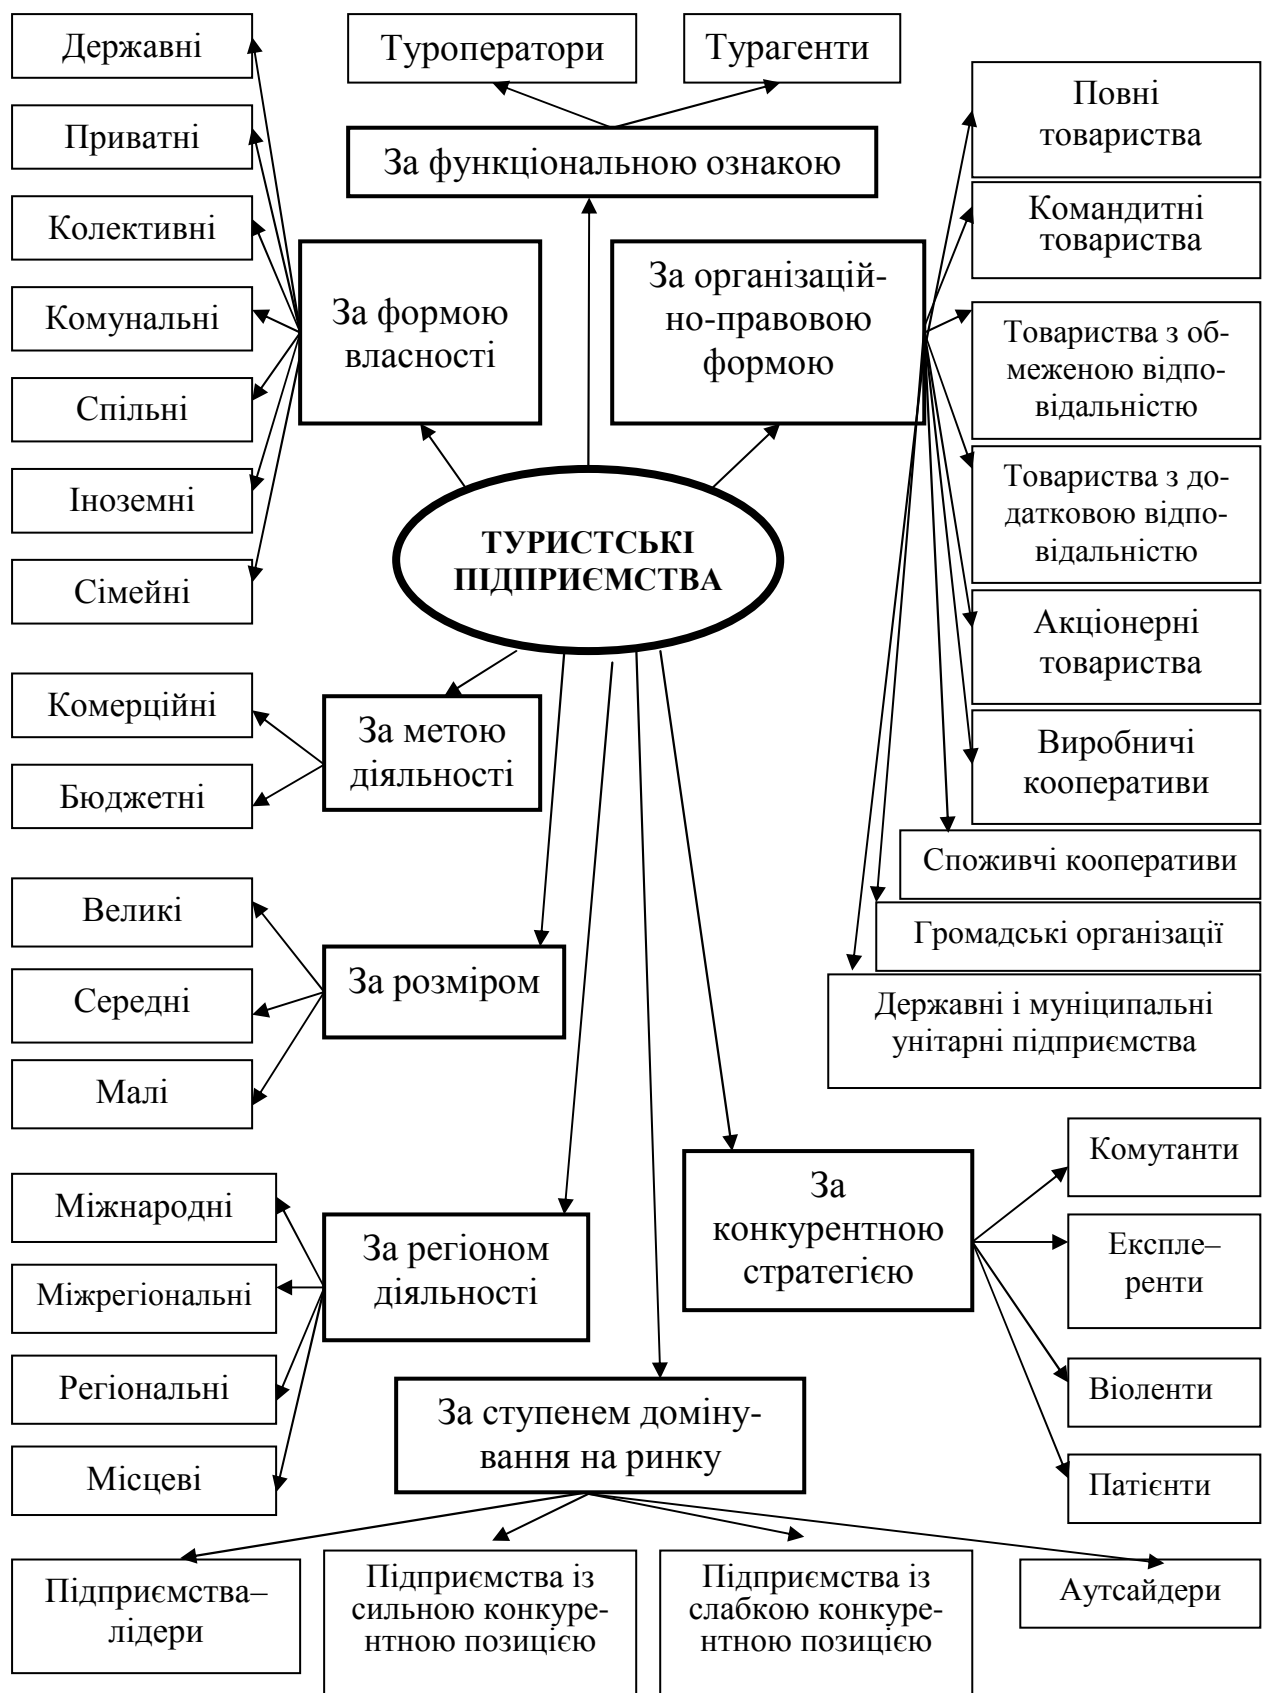 Державні
Приватні
Колективні
Комунальні
Спільні
Іноземні
Сімейні
Туроператори
Турагенти
За функціональною ознакою
За формою
власності
За організацій-
но-правовою
формою
Повні
товариства
Командитні
товариства
Товариства з об-
меженою відпо-
відальністю
Товариства з до-
датковою відпо-
відальністю
Акціонерні
товариства
Виробничі
кооперативи
Споживчі кооперативи
Громадські організації
Державні і муніципальні
унітарні підприємства
ТУРИСТСЬКІ
ПІДПРИЄМСТВА
Комерційні
Бюджетні
За метою
діяльності
Великі
Середні
Малі
За розміром
Міжнародні
Міжрегіональні
Регіональні
Місцеві
За регіоном
діяльності
За
конкурентною
стратегією
Комутанти
Експле–
ренти
Віоленти
Патієнти
За ступенем доміну-
вання на ринку
Підприємства–
лідери
Підприємства із
сильною конкуре-
нтною позицією
Підприємства із
слабкою конкуре-
нтною позицією
Аутсайдери